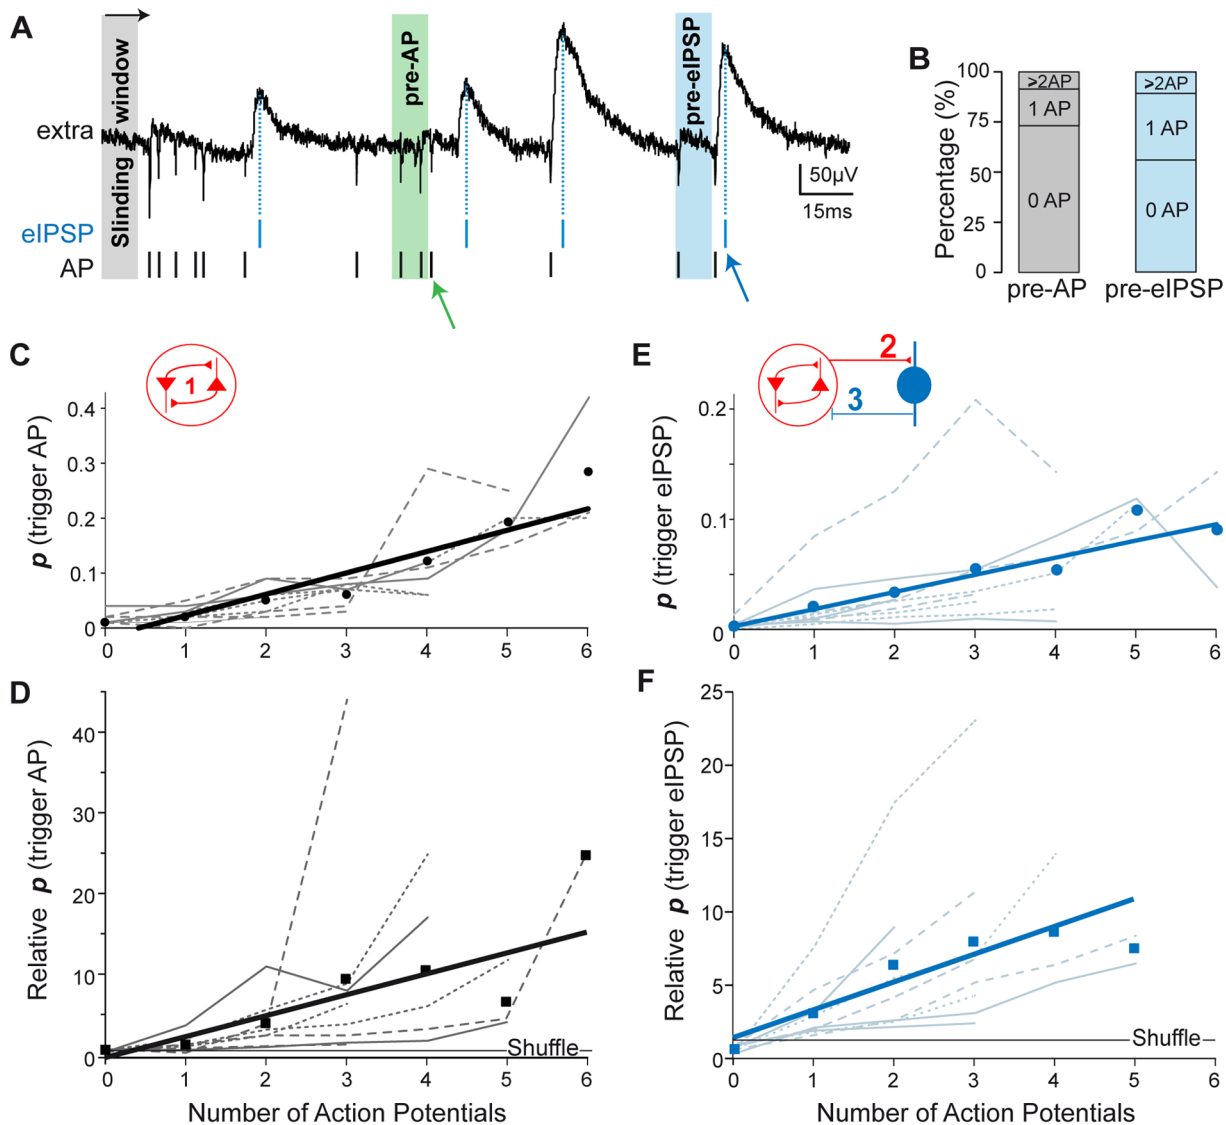 A
Slinding window
pre-AP
pre-eIPSP
extra
50µV
15ms
eIPSP
AP
B
Percentage (%)
100
75
50
25
0
≥2AP
1 AP
0 AP
≥2AP
1 AP
0 AP
pre-AP pre-eIPSP
C
1
p (trigger AP)
0.4
0.3
0.2
0.1
0
0 1 2 3 4 5 6
E
2
3
p (trigger eIPSP)
0.2
0.1
0
0 1 2 3 4 5 6
D
Relative p (trigger AP)
40
30
20
10
0
Shuffle
0 1 2 3 4 5 6
Number of Action Potentials
F
Relative p (trigger eIPSP)
25
20
15
10
5
0
Shuffle
0 1 2 3 4 5 6
Number of Action Potentials